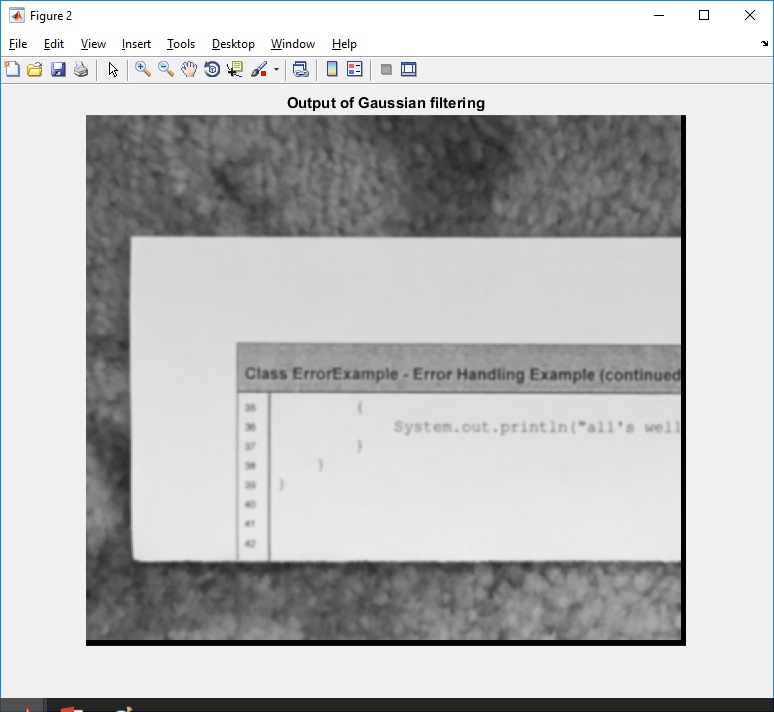 Figure 2
File Edit View Insert Tools Desktop Window Help
Output of Gaussian filtering
Class ErrorExample - Error Handling Example (continued
35 {
36 System.out.println("all's well
37 }
38 }
39 }
40
41
42